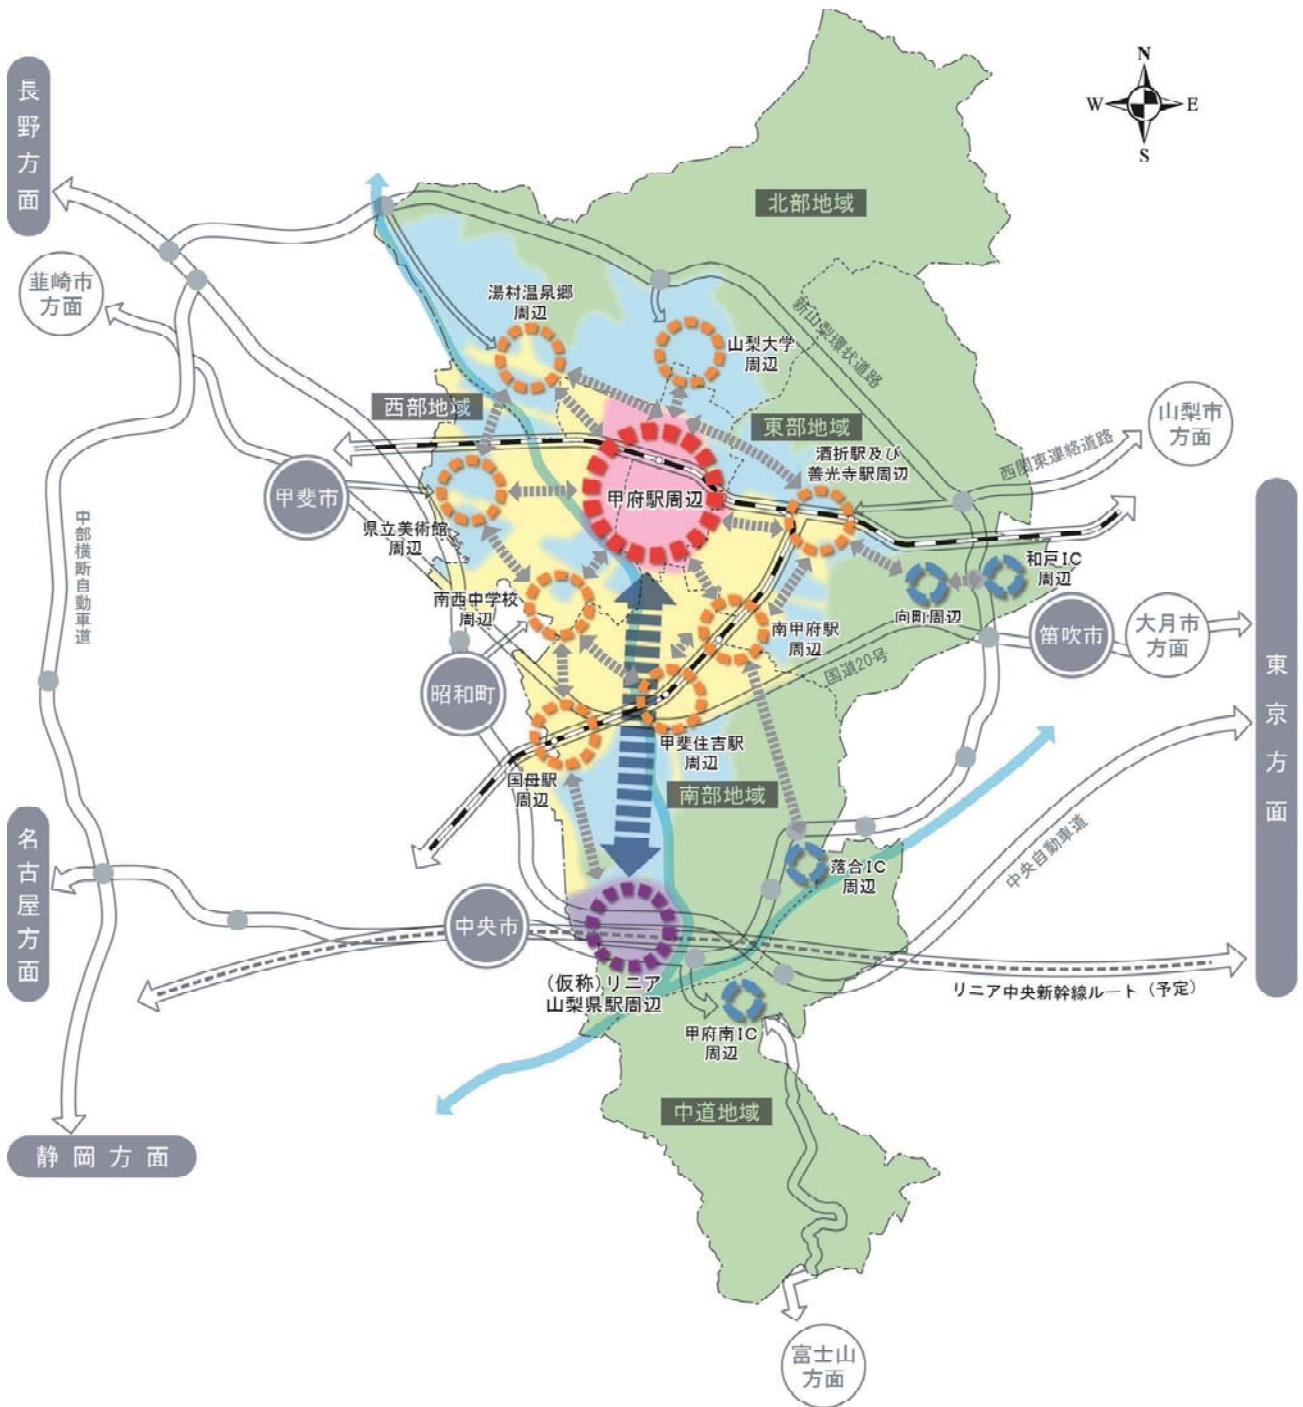 N
W
E
S
長野方面
北部地域
韮崎市
方面
湯村温泉郷
周辺
山梨大学
周辺
新山梨環状道路
西部地域
東部地域
山梨市
方面
酒折駅及び
善光寺駅周辺
西関東連絡道路
甲斐市
甲府駅周辺
中部横断自動車道
県立美術館
周辺
和戸IC
周辺
南西中学校
周辺
向町周辺
南甲府駅
周辺
笛吹市
大月市
方面
国道20号
昭和町
東京方面
甲斐住吉駅
周辺
国母駅
周辺
南部地域
名古屋方面
落合IC
周辺
中央自動車道
中央市
(仮称)リニア
山梨県駅周辺
リニア中央新幹線ルート（予定）
甲府南IC
周辺
中道地域
静岡方面
富士山
方面